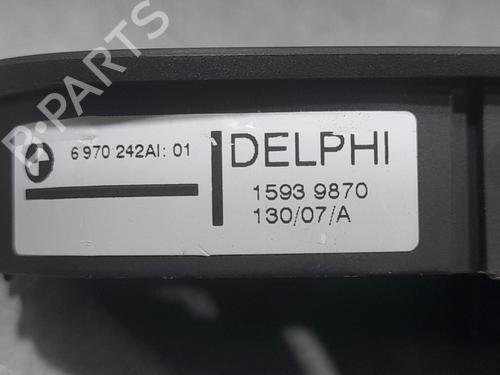 B-PARTS
6 970 242AI: 01
DELPHI
1593 9870
130/07/A